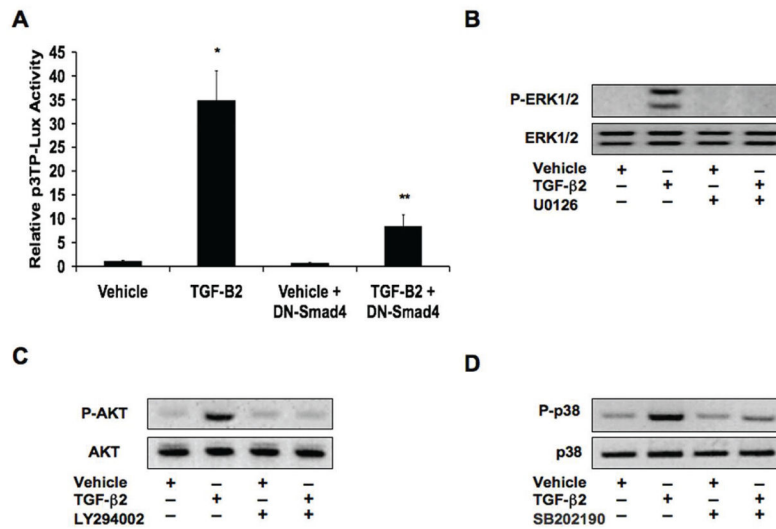 A
Relative p3TP-Lux Activity
45
40
35
30
25
20
15
10
5
0
*
**
Vehicle
TGF-B2
Vehicle +
DN-Smad4
TGF-B2 +
DN-Smad4
B
P-ERK1/2
ERK1/2
Vehicle + – + –
TGF-β2 – + – +
U0126 – – + +
C
P-AKT
AKT
Vehicle + – + –
TGF-β2 – + – +
LY294002 – – + +
D
P-p38
p38
Vehicle + – + –
TGF-β2 – + – +
SB202190 – – + +